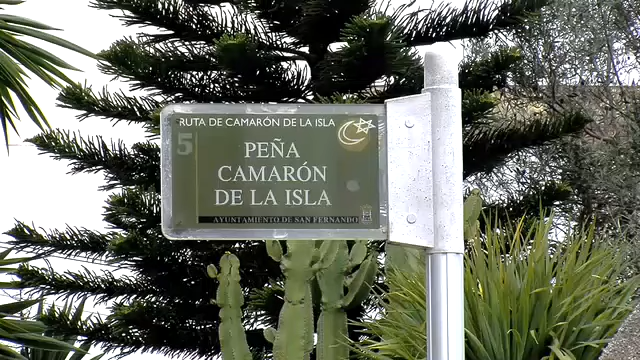 RUTA DE CAMARÓN DE LA ISLA
5
PEÑA
CAMARÓN
DE LA ISLA
AYUNTAMIENTO DE SAN FERNANDO